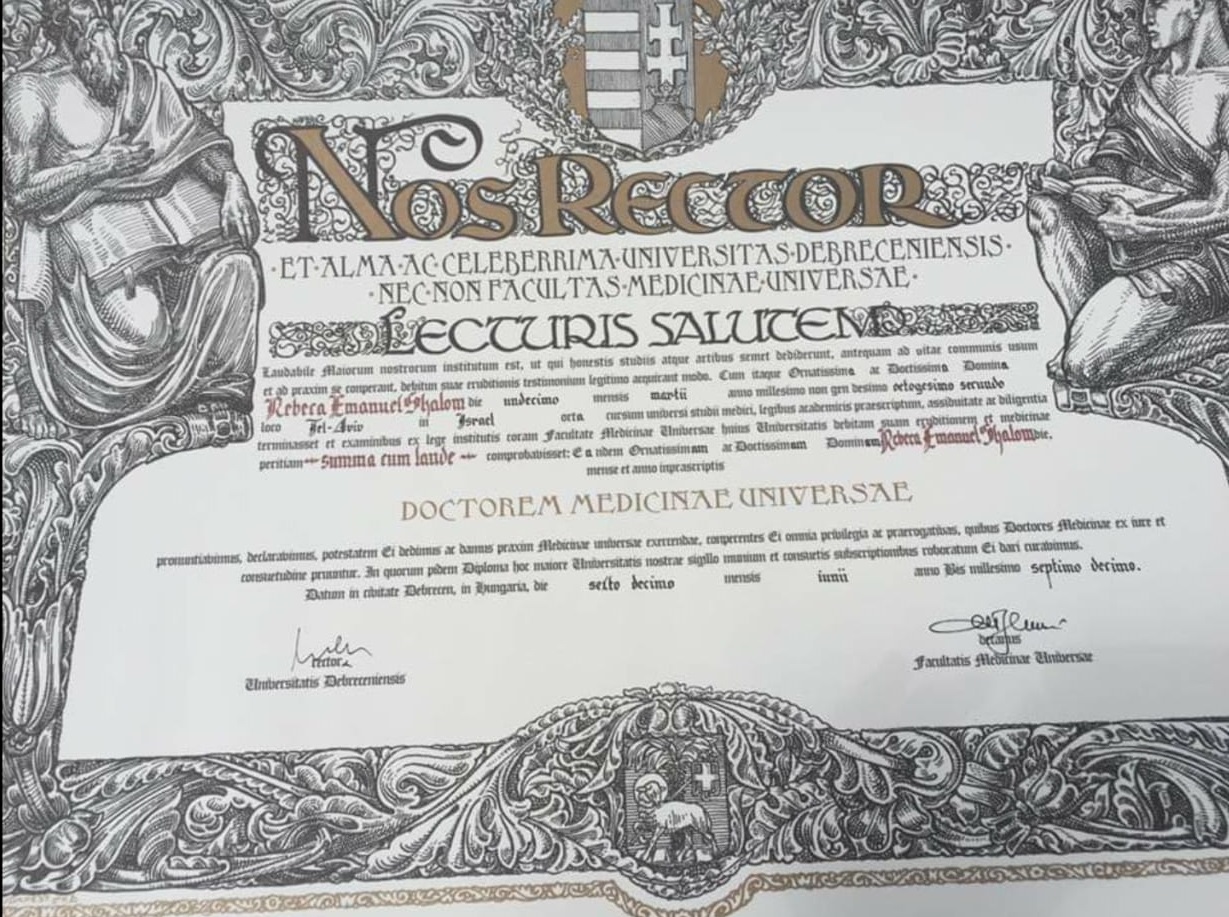 Nos Rector
·ET·ALMA·AC·CELEBERRIMA·UNIVERSITAS·DEBRECENIENSIS·
·NEC·NON FACULTAS·MEDICINAE·UNIVERSAE·
LECTURIS SALUTEM
Laudabile Maiorum nostrorum institutum est, ut qui honestis studiis atque artibus semet dediderunt, antequam ad vitae communis usum
et ad praxim se conferant, debitum suae eruditionis testimonium legitimo acquirant modo. Cum itaque Ornatissima ac Doctissima Domina
Rebeca Emanuel Shalom die undecimo mensis martii anno millesimo non gen desimo octogesimo secundo
loco Tel-Aviv in Israel orta cursum universi studii medici, legibus academicis praescriptum, assiduitate ac diligentia
terminasset et examinibus ex lege institutis coram Facultate Medicinae Universae huius Universitatis debitam suam eruditionem et medicinae
peritiam summa cum laude comprobavisset: Eandem Ornatissimam ac Doctissimam Dominam Rebeca Emanuel Shalom die,
mense et anno infrascriptis
DOCTOREM MEDICINAE UNIVERSAE
pronuntiavimus, declaravimus, potestatem Ei dedimus ac damus praxim Medicinae universae exercendae, conferentes Ei omnia privilegia ac praerogativas, quibus Doctores Medicinae ex iure et
consuetudine fruuntur. In quorum fidem Diploma hoc maiore Universitatis nostrae sigillo munitum et consuetis subscriptionibus roboratum Ei dari curavimus.
Datum in civitate Debrecen, in Hungaria, die sexto decimo mensis iunii anno Bis millesimo septimo decimo.
rector
Universitatis Debreceniensis
decanus
Facultatis Medicinae Universae